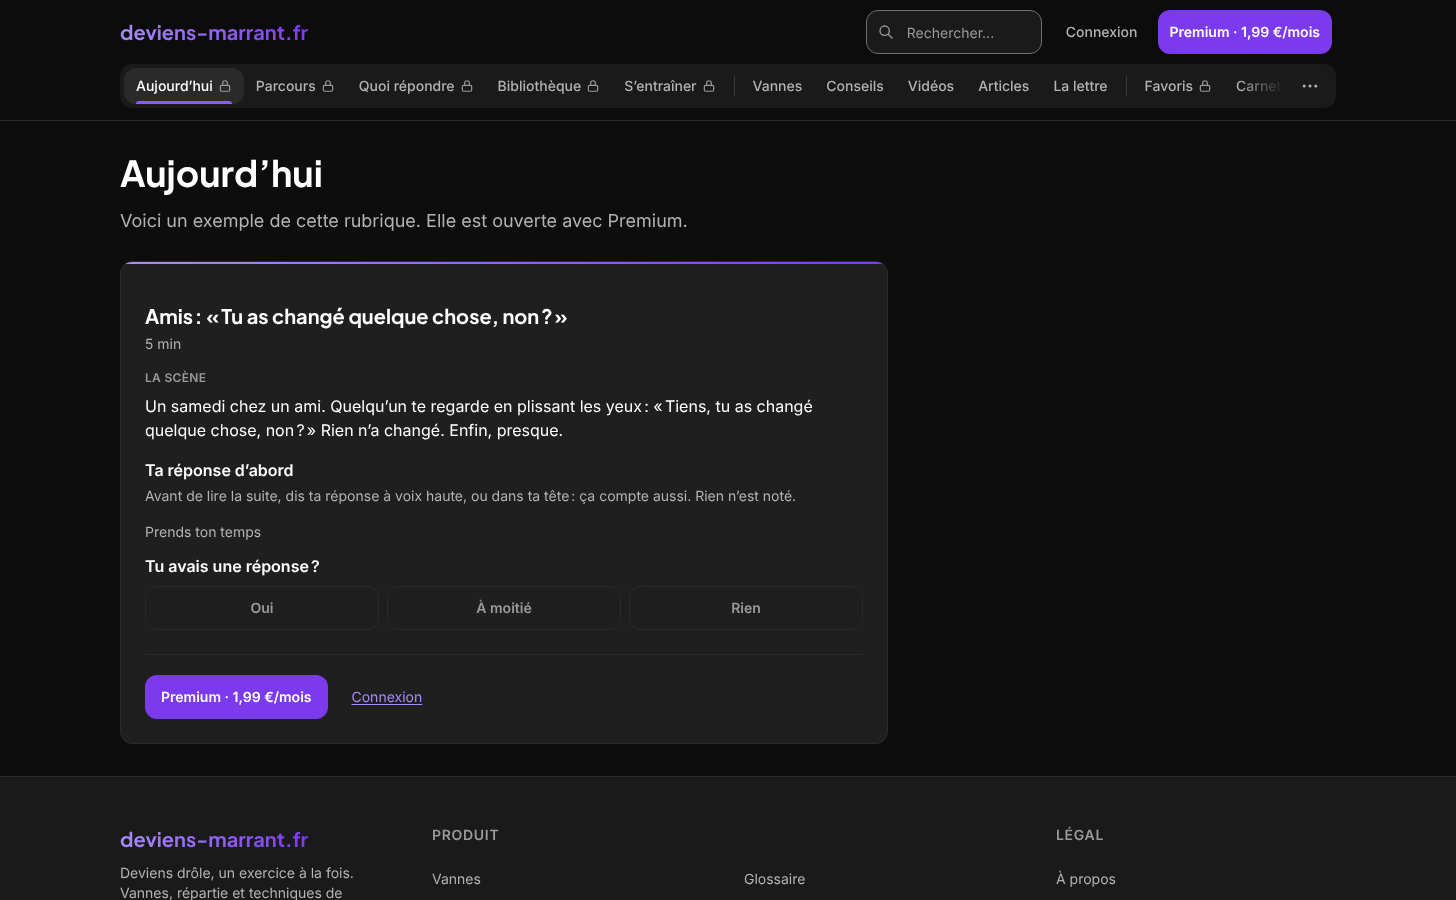 deviens-marrant.fr
Rechercher...
Connexion
Premium · 1,99 €/mois
Aujourd’hui
Parcours
Quoi répondre
Bibliothèque
S’entraîner
Vannes
Conseils
Vidéos
Articles
La lettre
Favoris
Aujourd’hui
Voici un exemple de cette rubrique. Elle est ouverte avec Premium.
Amis : « Tu as changé quelque chose, non ? »
5 min
LA SCÈNE
Un samedi chez un ami. Quelqu’un te regarde en plissant les yeux : « Tiens, tu as changé
quelque chose, non ? » Rien n’a changé. Enfin, presque.
Ta réponse d’abord
Avant de lire la suite, dis ta réponse à voix haute, ou dans ta tête : ça compte aussi. Rien n’est noté.
Prends ton temps
Tu avais une réponse ?
Oui
À moitié
Rien
Premium · 1,99 €/mois
Connexion
deviens-marrant.fr
Deviens drôle, un exercice à la fois.
Vannes, répartie et techniques de
PRODUIT
Vannes
Glossaire
LÉGAL
À propos